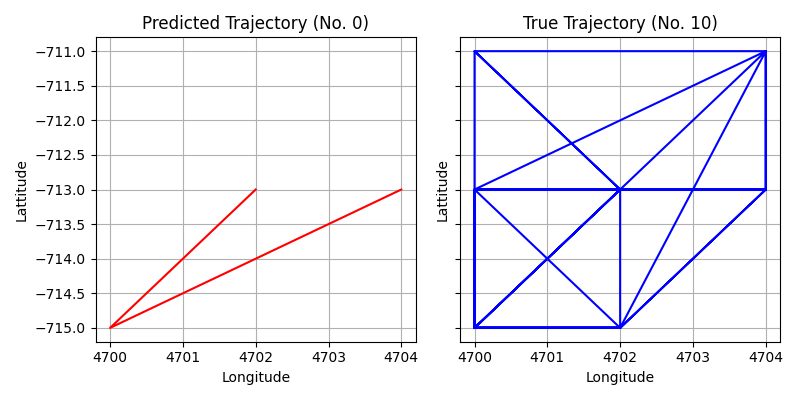 Predicted Trajectory (No. 0)
True Trajectory (No. 10)
Lattitude
−711.0
−711.5
−712.0
−712.5
−713.0
−713.5
−714.0
−714.5
−715.0
4700 4701 4702 4703 4704
Longitude
Lattitude
4700 4701 4702 4703 4704
Longitude